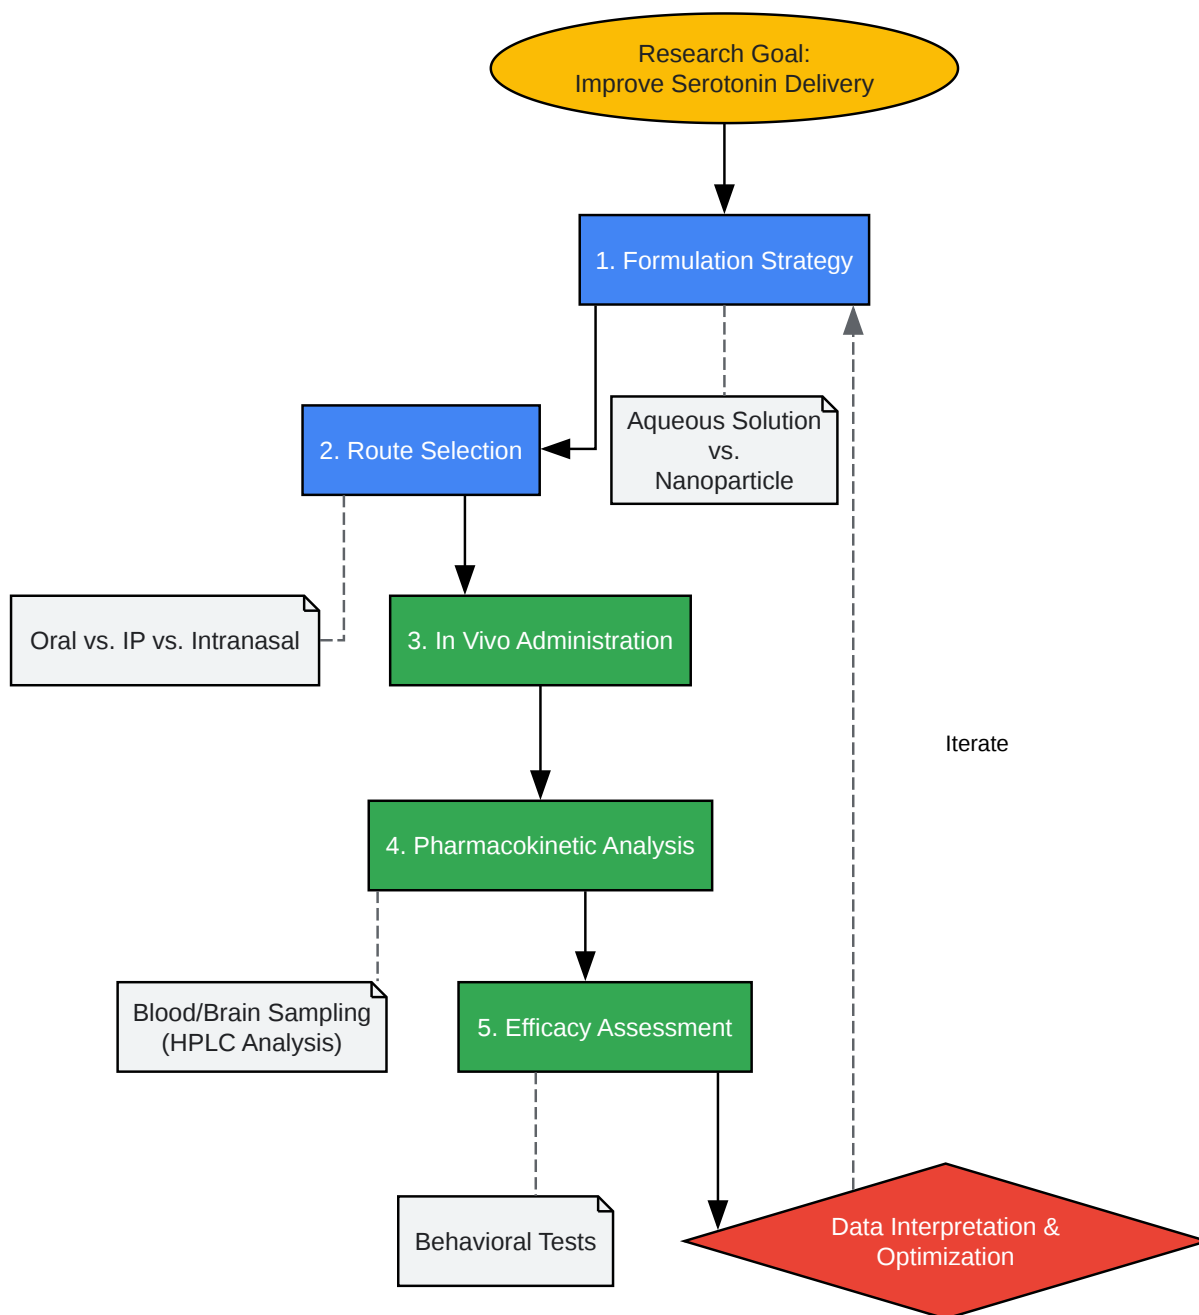 Research Goal:
Improve Serotonin Delivery
1. Formulation Strategy
Aqueous Solution
vs.
Nanoparticle
2. Route Selection
Oral vs. IP vs. Intranasal
3. In Vivo Administration
Iterate
4. Pharmacokinetic Analysis
Blood/Brain Sampling
(HPLC Analysis)
5. Efficacy Assessment
Behavioral Tests
Data Interpretation &
Optimization